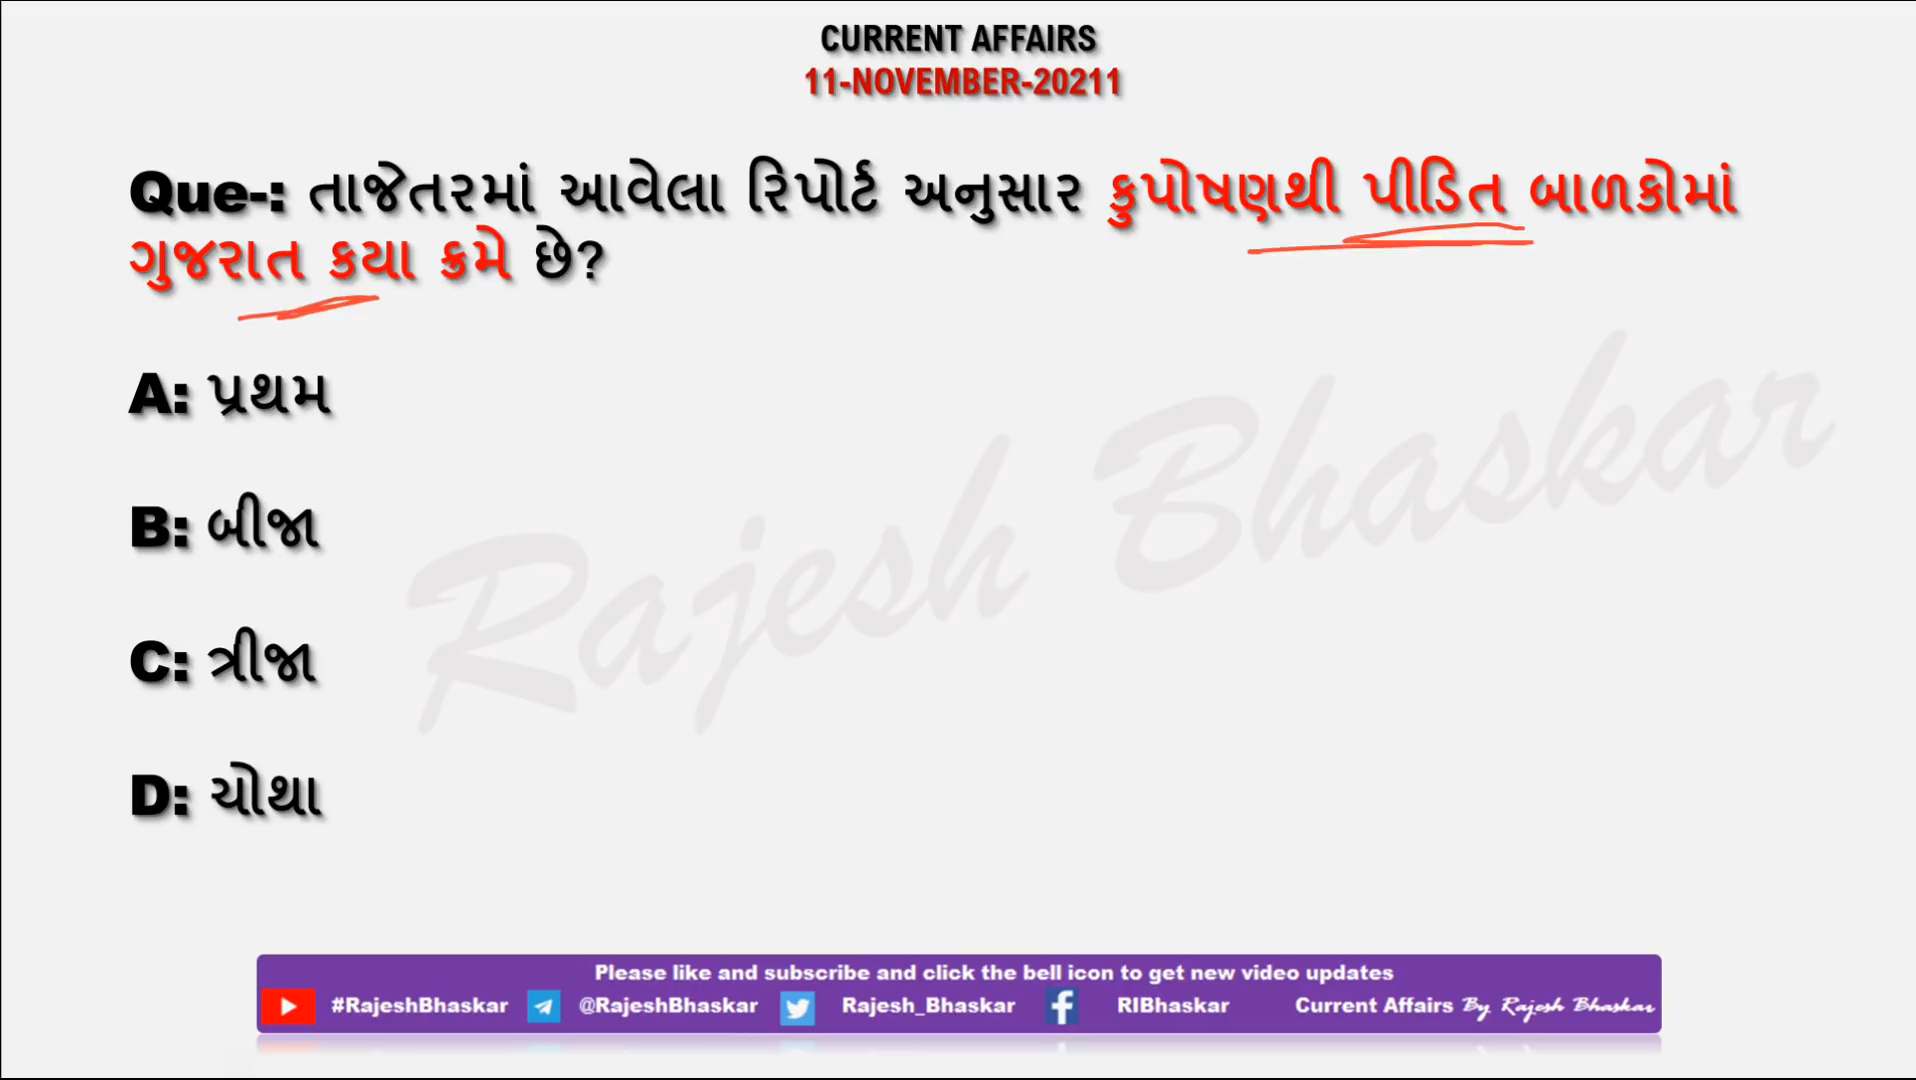 CURRENT AFFAIRS
11-NOVEMBER-20211
Que-: તાજેતરમાં આવેલા રિપોર્ટ અનુસાર કુપોષણથી પીડિત બાળકોમાં
ગુજરાત કયા ક્રમે છે?
A: પ્રથમ
B: બીજા
C: ત્રીજા
D: ચોથા
Rajesh Bhaskar
Please like and subscribe and click the bell icon to get new video updates
#RajeshBhaskar @RajeshBhaskar Rajesh_Bhaskar RIBhaskar Current Affairs By Rajesh Bhaskar